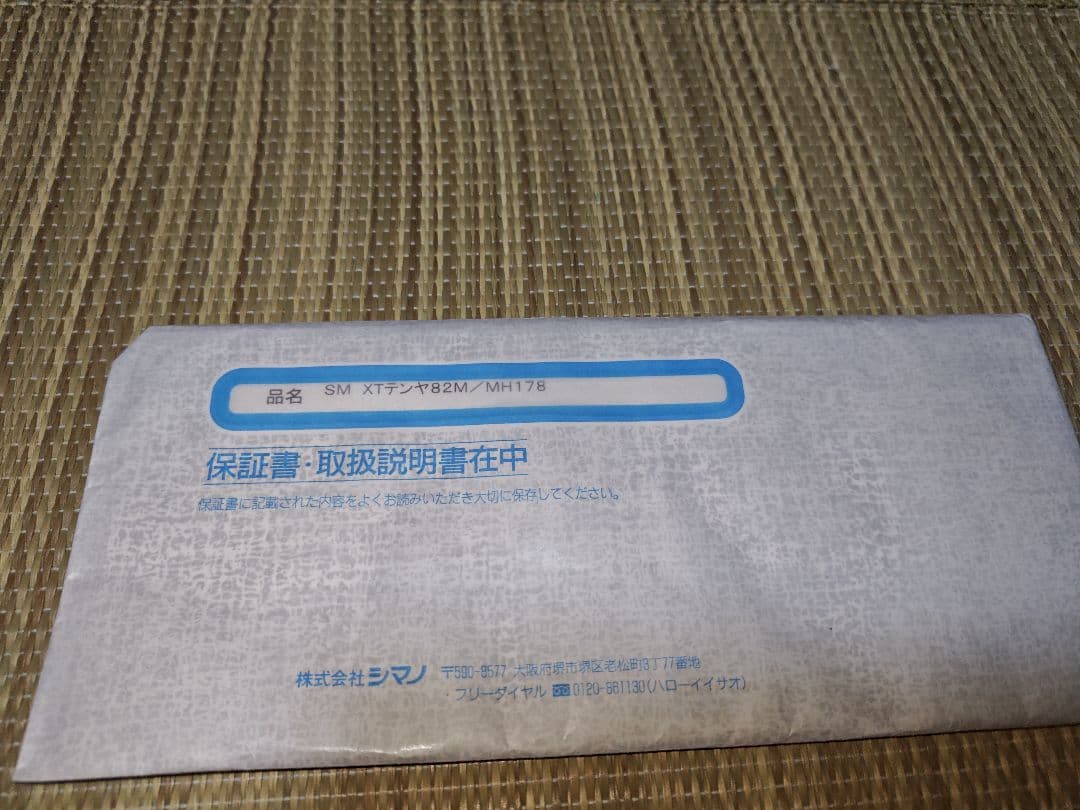 品名 SM XTテンヤ82M/MH178
保証書・取扱説明書在中
保証書に記載された内容をよくお読みいただき大切に保存してください。
株式会社シマノ 〒590-8577 大阪府堺市堺区老松町3丁77番地
・フリーダイヤル 0120-861130(ハローイイサオ)